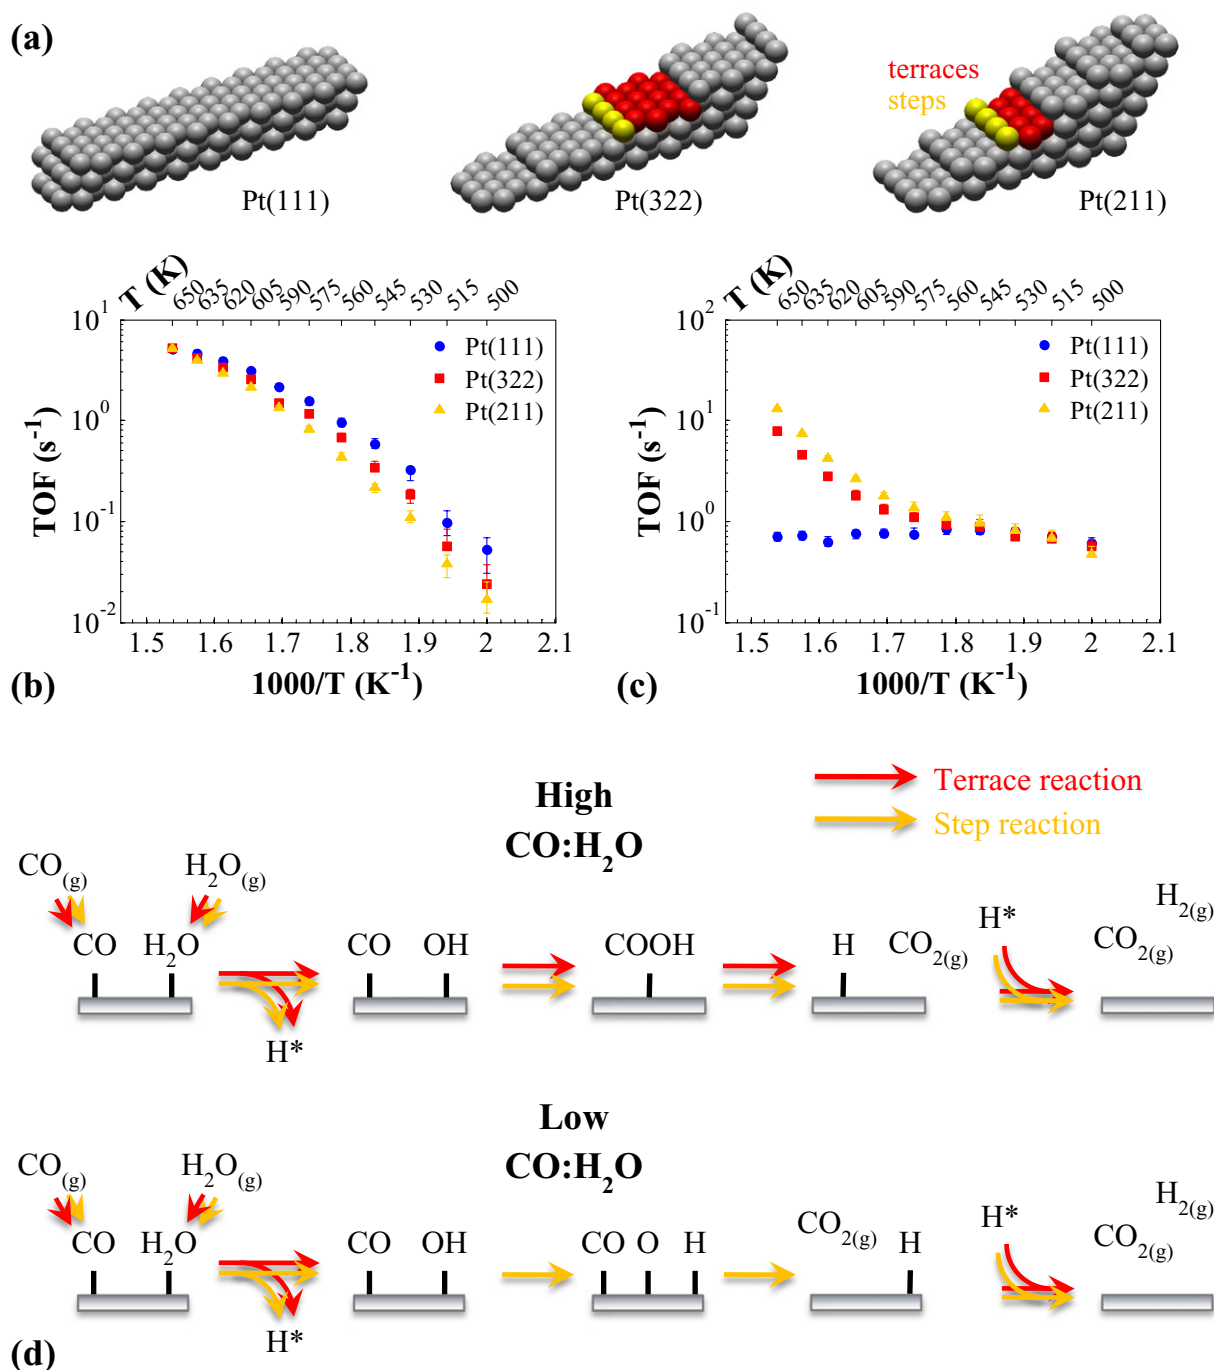 (a)
terraces
steps
Pt(111)
Pt(322)
Pt(211)
T (K)
650 635 620 605 590 575 560 545 530 515 500
10^1
10^0
10^-1
10^-2
TOF (s^-1)
Pt(111)
Pt(322)
Pt(211)
1.5 1.6 1.7 1.8 1.9 2 2.1
1000/T (K^-1)
(b)
T (K)
650 635 620 605 590 575 560 545 530 515 500
10^2
10^1
10^0
10^-1
TOF (s^-1)
Pt(111)
Pt(322)
Pt(211)
1.5 1.6 1.7 1.8 1.9 2 2.1
1000/T (K^-1)
(c)
High
CO:H2O
Terrace reaction
Step reaction
CO(g) H2O(g)
CO H2O
H*
CO OH
COOH
H CO2(g)
H*
H2(g)
CO2(g)
Low
CO:H2O
CO(g) H2O(g)
CO H2O
H*
CO OH
CO O H
CO2(g) H
H*
H2(g)
CO2(g)
(d)